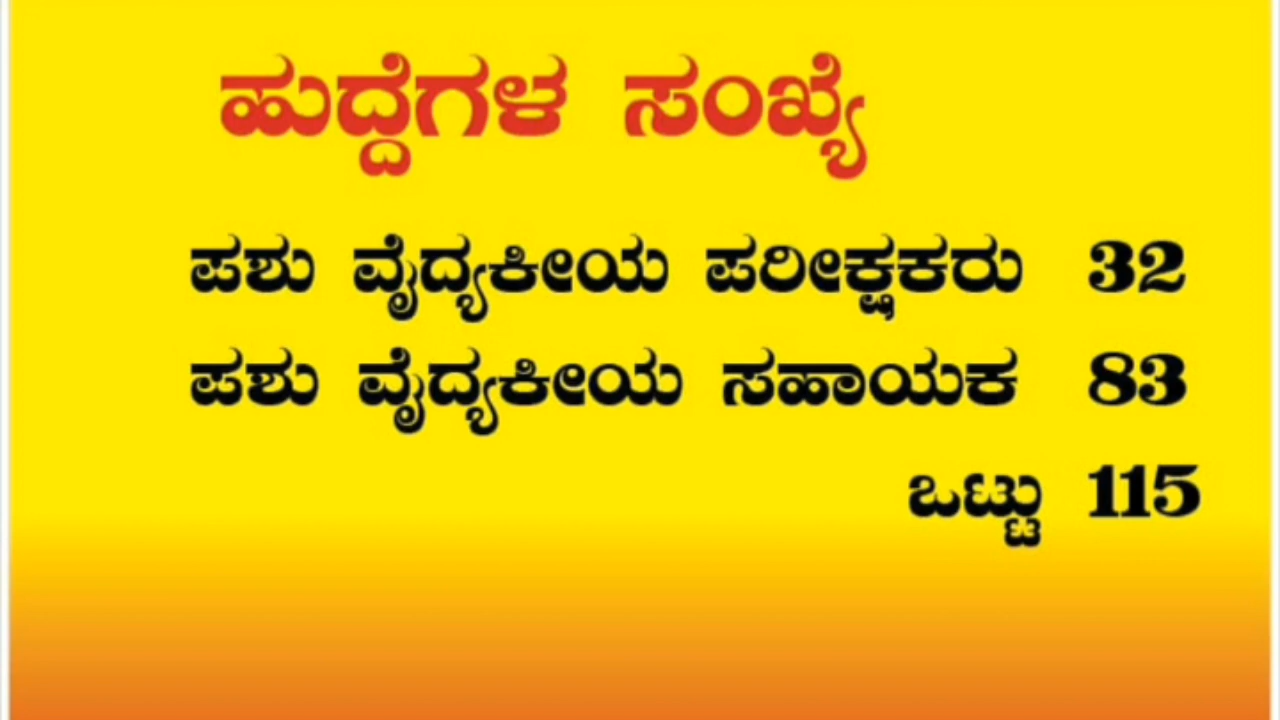 ಹುದ್ದೆಗಳ ಸಂಖ್ಯೆ
ಪಶು ವೈದ್ಯಕೀಯ ಪರೀಕ್ಷಕರು 32
ಪಶು ವೈದ್ಯಕೀಯ ಸಹಾಯಕ 83
ಒಟ್ಟು 115